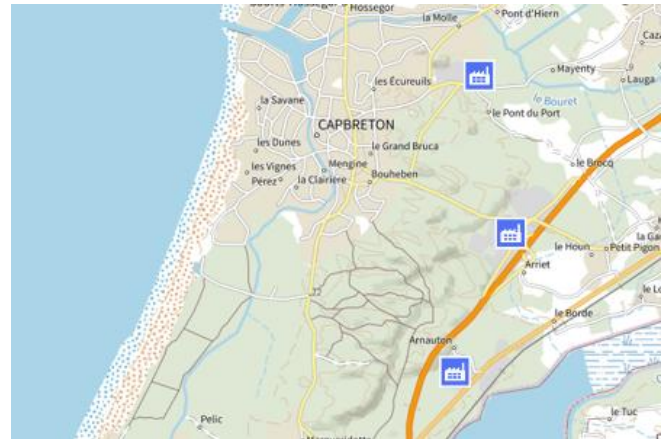 Hossegor
la Molle
Pont d'Hiern
Mayenty
Lauga
les Écureuils
la Savane
le Bouret
le Pont du Port
CAPBRETON
les Dunes
le Grand Bruca
les Vignes
Mengine
le Brocq
Pérez
la Clairière
Bouheben
le Houn
Petit Pigon
Arriet
le Borde
Arnauton
Pelic
le Tuc